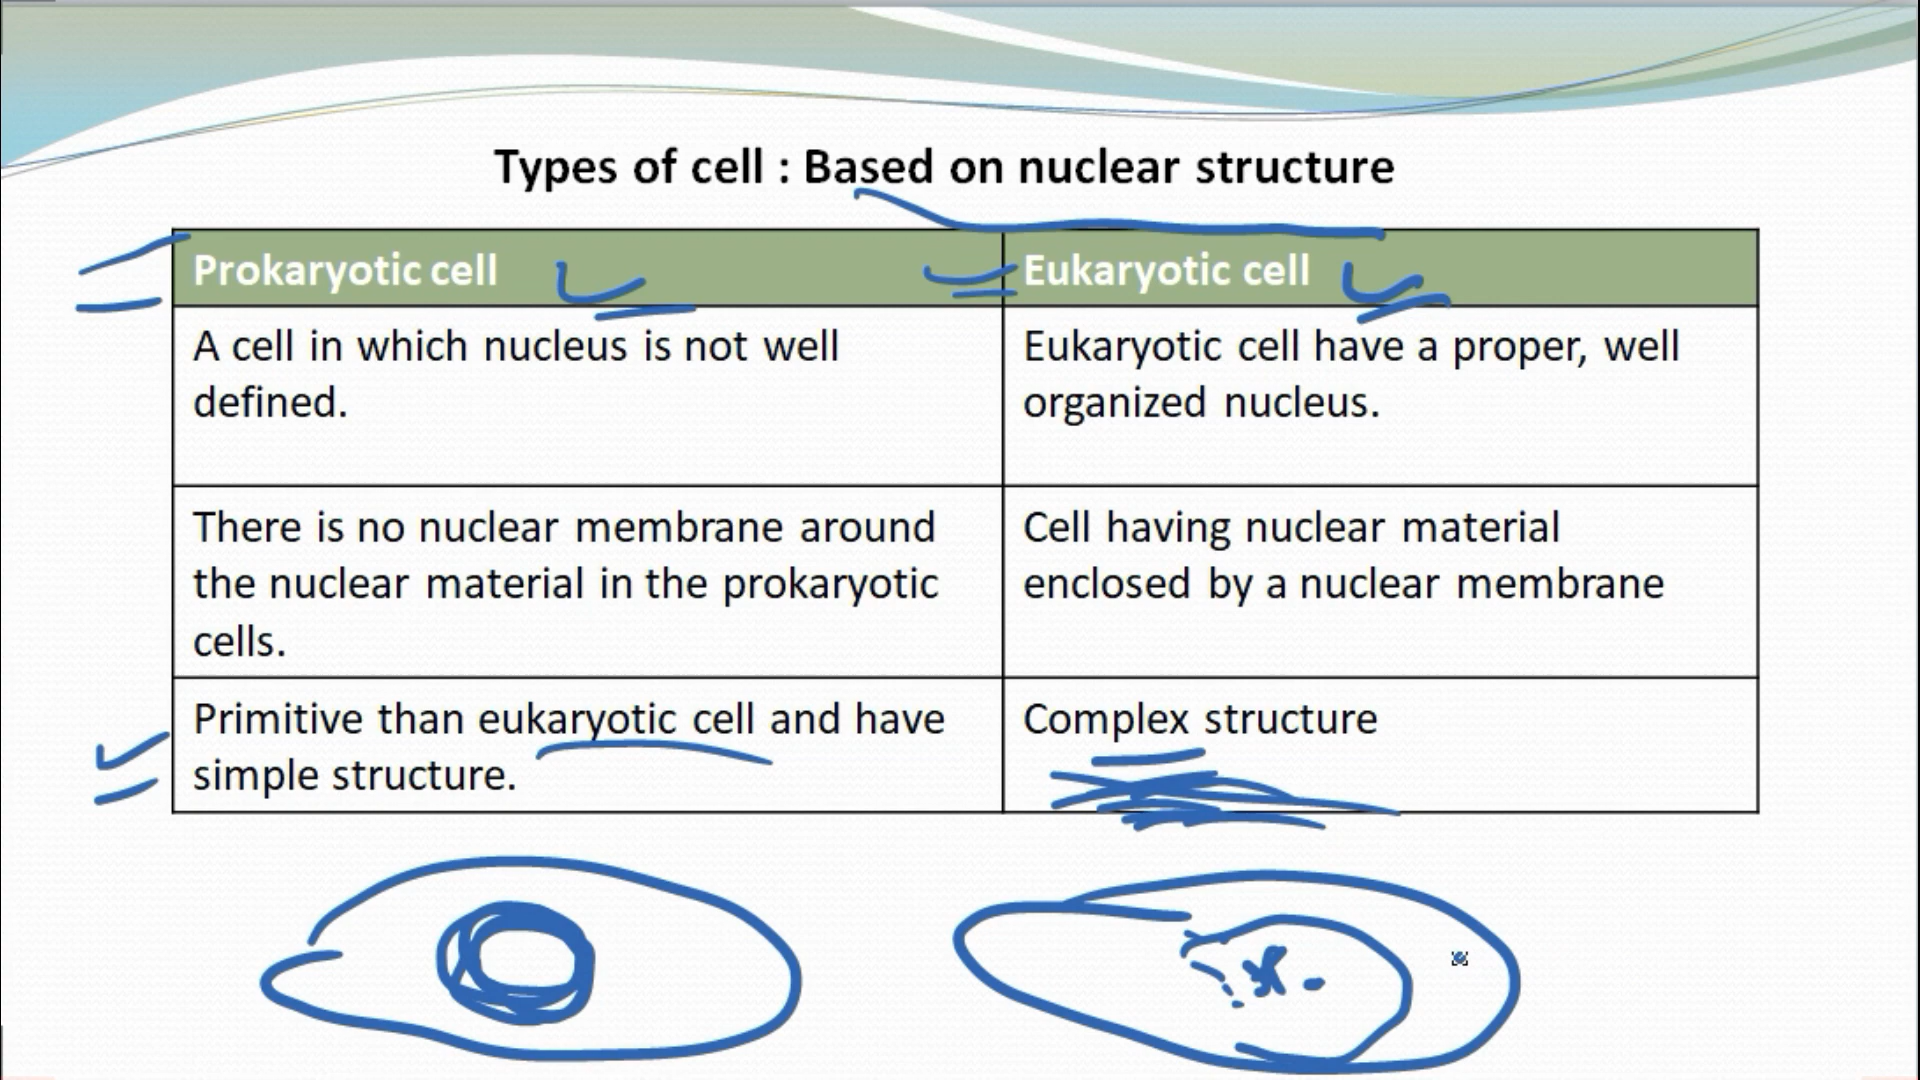 Types of cell : Based on nuclear structure
Prokaryotic cell
Eukaryotic cell
A cell in which nucleus is not well
defined.
Eukaryotic cell have a proper, well
organized nucleus.
There is no nuclear membrane around
the nuclear material in the prokaryotic
cells.
Cell having nuclear material
enclosed by a nuclear membrane
Primitive than eukaryotic cell and have
simple structure.
Complex structure